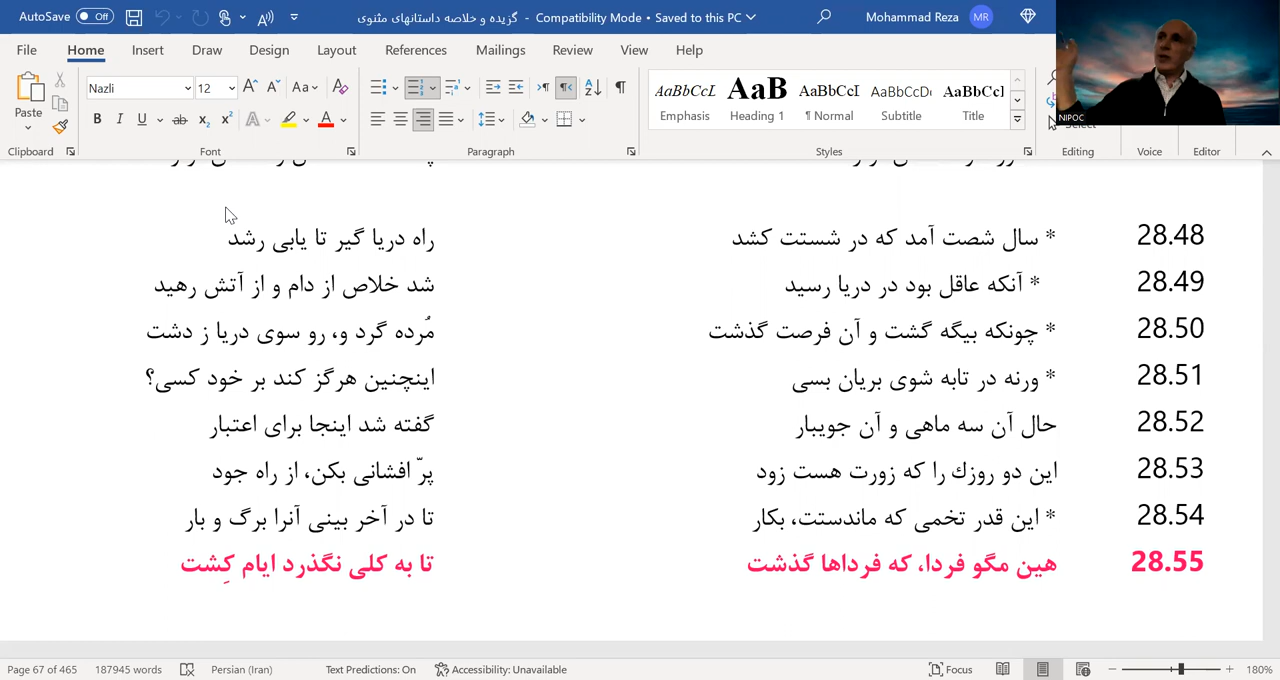 AutoSave Off گزیده و خلاصه داستانهای مثنوی - Compatibility Mode • Saved to this PC Mohammad Reza MR
File Home Insert Draw Design Layout References Mailings Review View Help
Nazli 12 Aa AaBbCcL AaB AaBbCcI AaBbCcD AaBbCc]
Paste B I U ab x₂ x² A A Emphasis Heading 1 ¶ Normal Subtitle Title
NIPOC
Clipboard Font Paragraph Styles Editing Voice Editor
28.48 * سال شصت آمد که در شستت کشد راه دریا گیر تا یابی رشد
28.49 * آنکه عاقل بود در دریا رسید شد خلاص از دام و از آتش رهید
28.50 * چونکه بیگه گشت و آن فرصت گذشت مُرده گرد و، رو سوی دریا ز دشت
28.51 * ورنه در تابه شوی بریان بسی اینچنین هرگز کند بر خود کسی؟
28.52 حال آن سه ماهی و آن جویبار گفته شد اینجا برای اعتبار
28.53 این دو روزك را که زورت هست زود پرّ افشانی بکن، از راه جود
28.54 * این قدر تخمی که ماندستت، بکار تا در آخر بینی آنرا برگ و بار
28.55 هین مگو فردا، که فرداها گذشت تا به کلی نگذرد ایام کِشت
Page 67 of 465 187945 words Persian (Iran) Text Predictions: On Accessibility: Unavailable Focus 180%